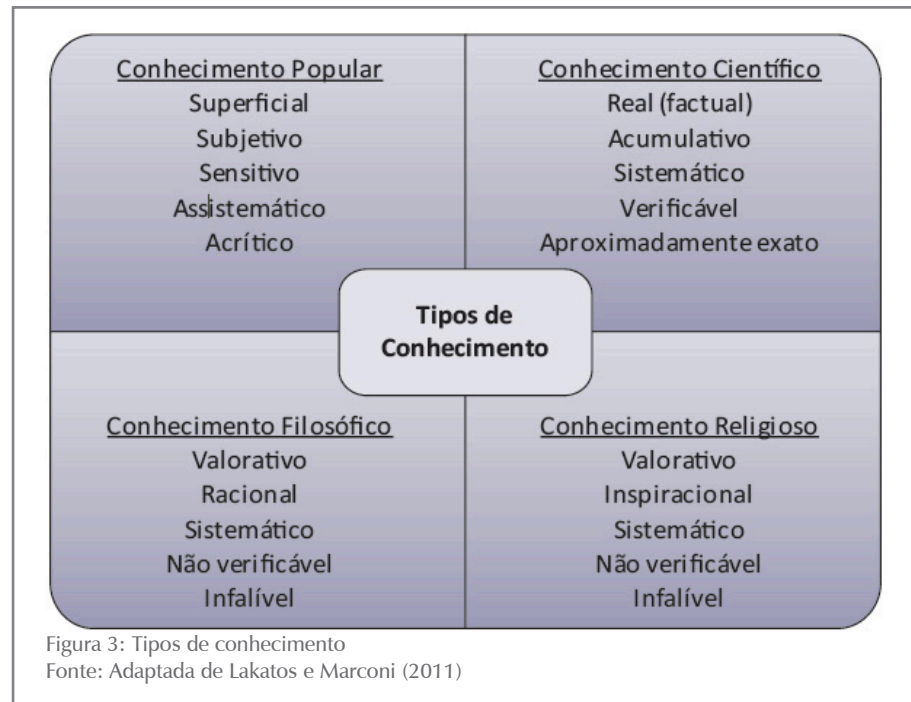 Conhecimento Popular
Superficial
Subjetivo
Sensitivo
Assistemático
Acrítico
Conhecimento Científico
Real (factual)
Acumulativo
Sistemático
Verificável
Aproximadamente exato
Tipos de
Conhecimento
Conhecimento Filosófico
Valorativo
Racional
Sistemático
Não verificável
Infalível
Conhecimento Religioso
Valorativo
Inspiracional
Sistemático
Não verificável
Infalível
Figura 3: Tipos de conhecimento
Fonte: Adaptada de Lakatos e Marconi (2011)